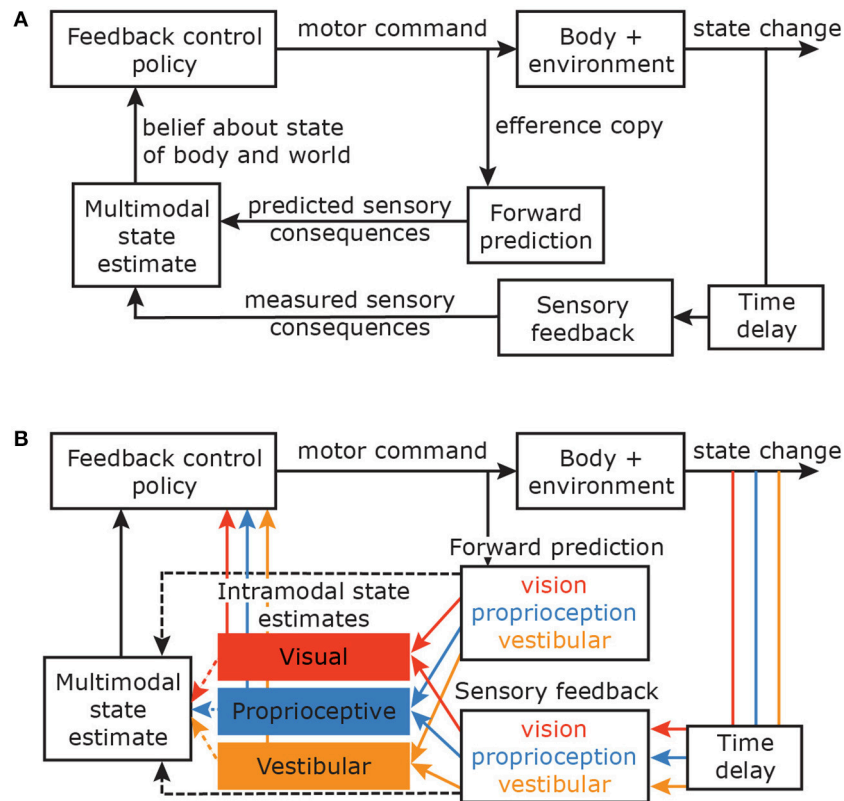 A
Feedback control
policy
motor command
Body +
environment
state change
belief about state
of body and world
efference copy
Multimodal
state
estimate
predicted sensory
consequences
Forward
prediction
measured sensory
consequences
Sensory
feedback
Time
delay
B
Feedback control
policy
motor command
Body +
environment
state change
Forward prediction
Intramodal state
estimates
vision
proprioception
vestibular
Visual
Multimodal
state
estimate
Proprioceptive
Vestibular
Sensory feedback
vision
proprioception
vestibular
Time
delay